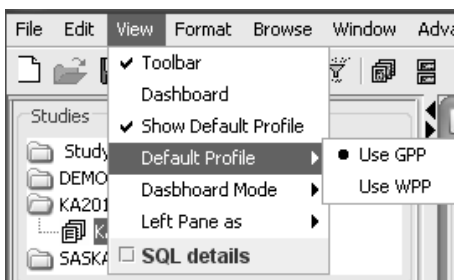 File Edit View Format Browse Window Adva
Toolbar
Dashboard
Studies
Show Default Profile
Study
Default Profile
Use GPP
DEMO
Dasbhoard Mode
Use WPP
KA201
Left Pane as
K
SASKA
SQL details